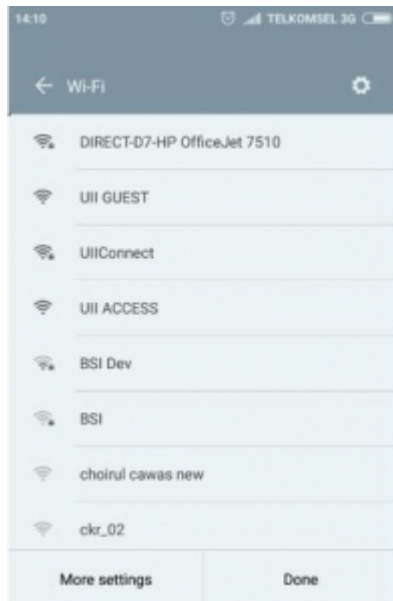 14:10 TELKOMSEL 3G
Wi-Fi
DIRECT-D7-HP OfficeJet 7510
UII GUEST
UIIConnect
UII ACCESS
BSI Dev
BSI
choirul cawas new
ckr_02
More settings Done